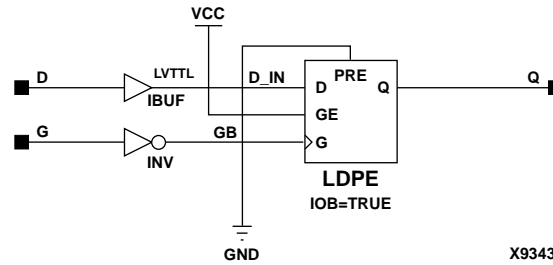 VCC
D
LVTTL
IBUF
D_IN
PRE
D
Q
GE
G
Q
G
INV
GB
LDPE
IOB=TRUE
GND
X9343